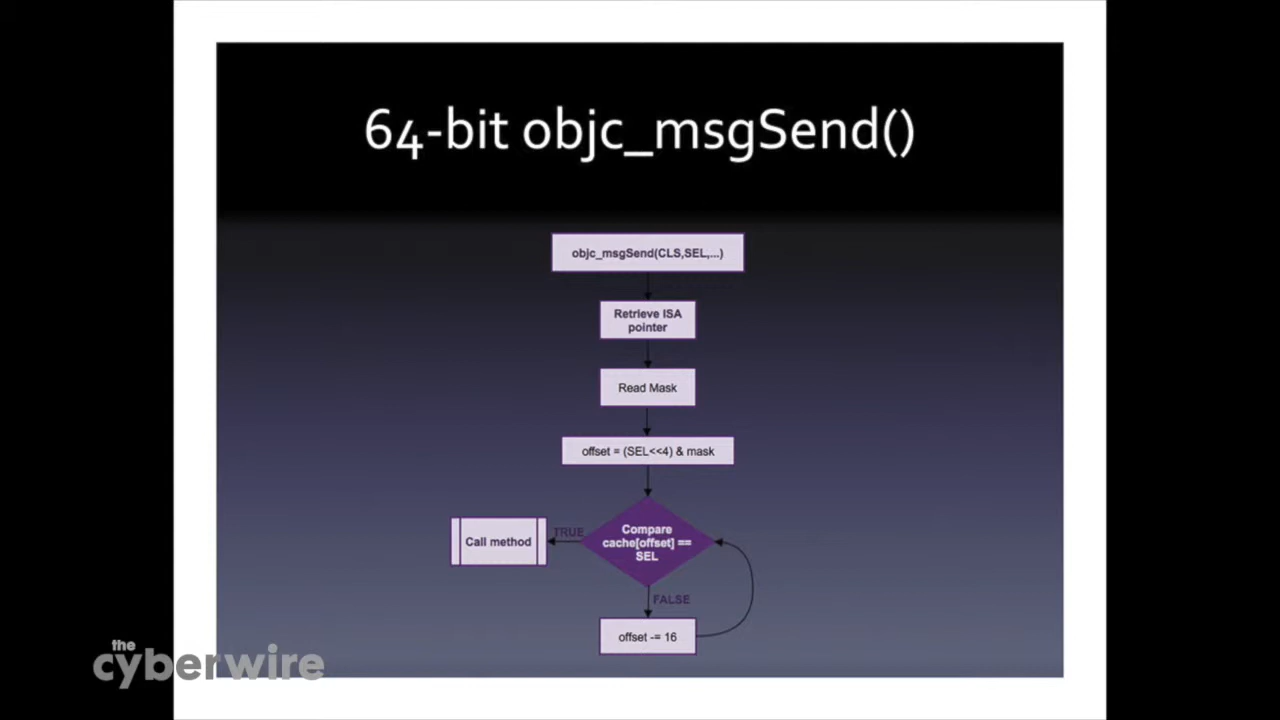 64-bit objc_msgSend()
objc_msgSend(CLS,SEL,...)
Retrieve ISA
pointer
Read Mask
offset = (SEL<<4) & mask
Compare
cache[offset] ==
SEL
TRUE
Call method
FALSE
offset -= 16
the
cyberwire